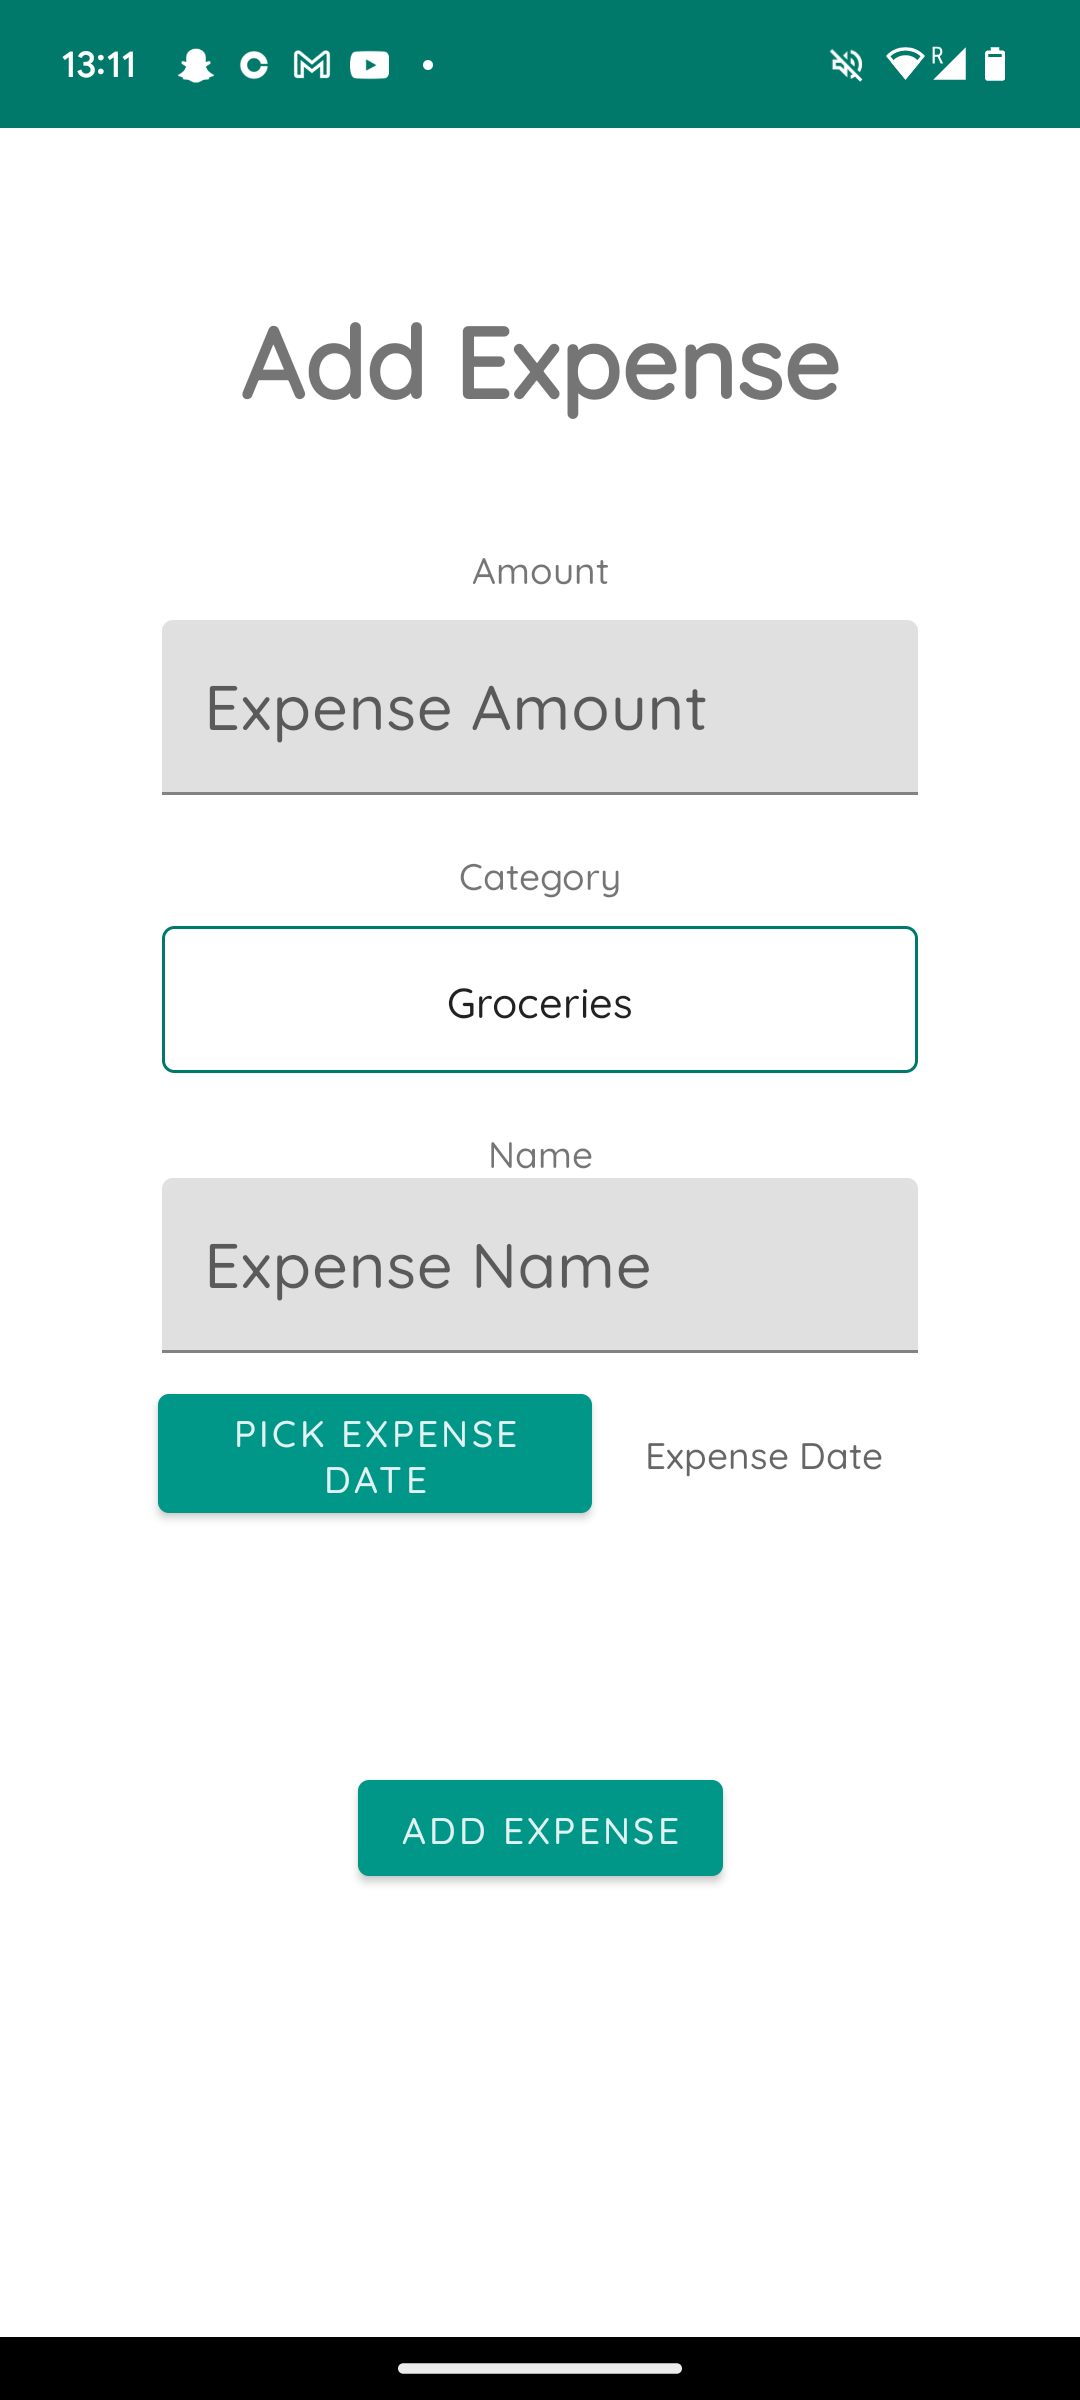 13:11
R
Add Expense
Amount
Expense Amount
Category
Groceries
Name
Expense Name
PICK EXPENSE
DATE
Expense Date
ADD EXPENSE